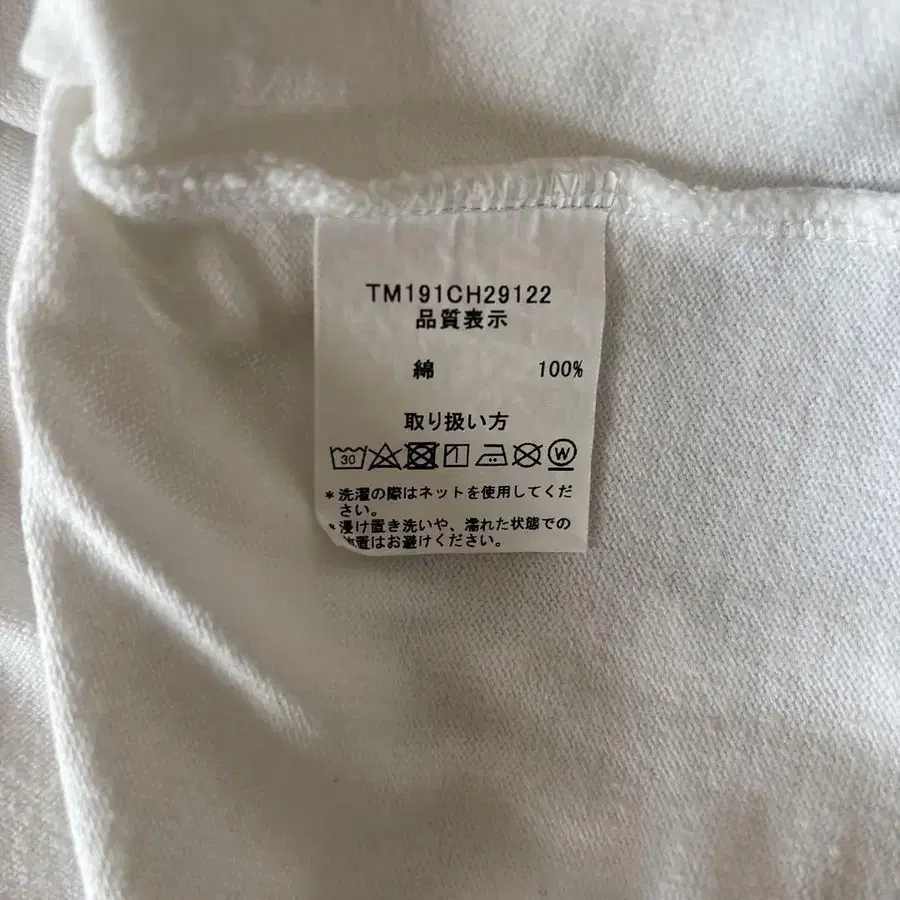 TM191CH29122
品質表示
綿 100%
取り扱い方
30 W
*洗濯の際はネットを使用してくだ
さい。
*浸け置き洗いや、濡れた状態での
放置はお避けください。